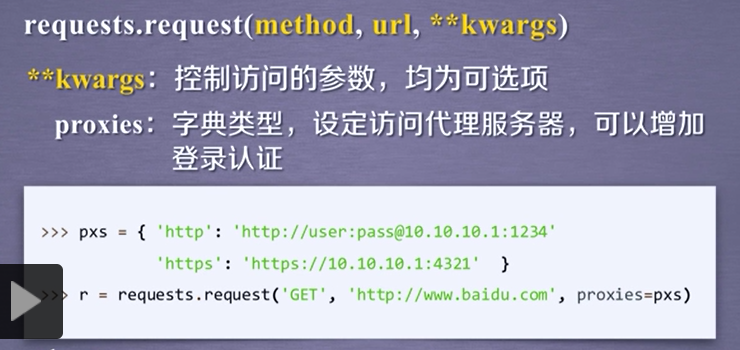 requests.request(method, url, **kwargs)
**kwargs：控制访问的参数，均为可选项
proxies：字典类型，设定访问代理服务器，可以增加
登录认证
>>> pxs = { 'http': 'http://user:pass@10.10.10.1:1234'
'https': 'https://10.10.10.1:4321' }
>>> r = requests.request('GET', 'http://www.baidu.com', proxies=pxs)